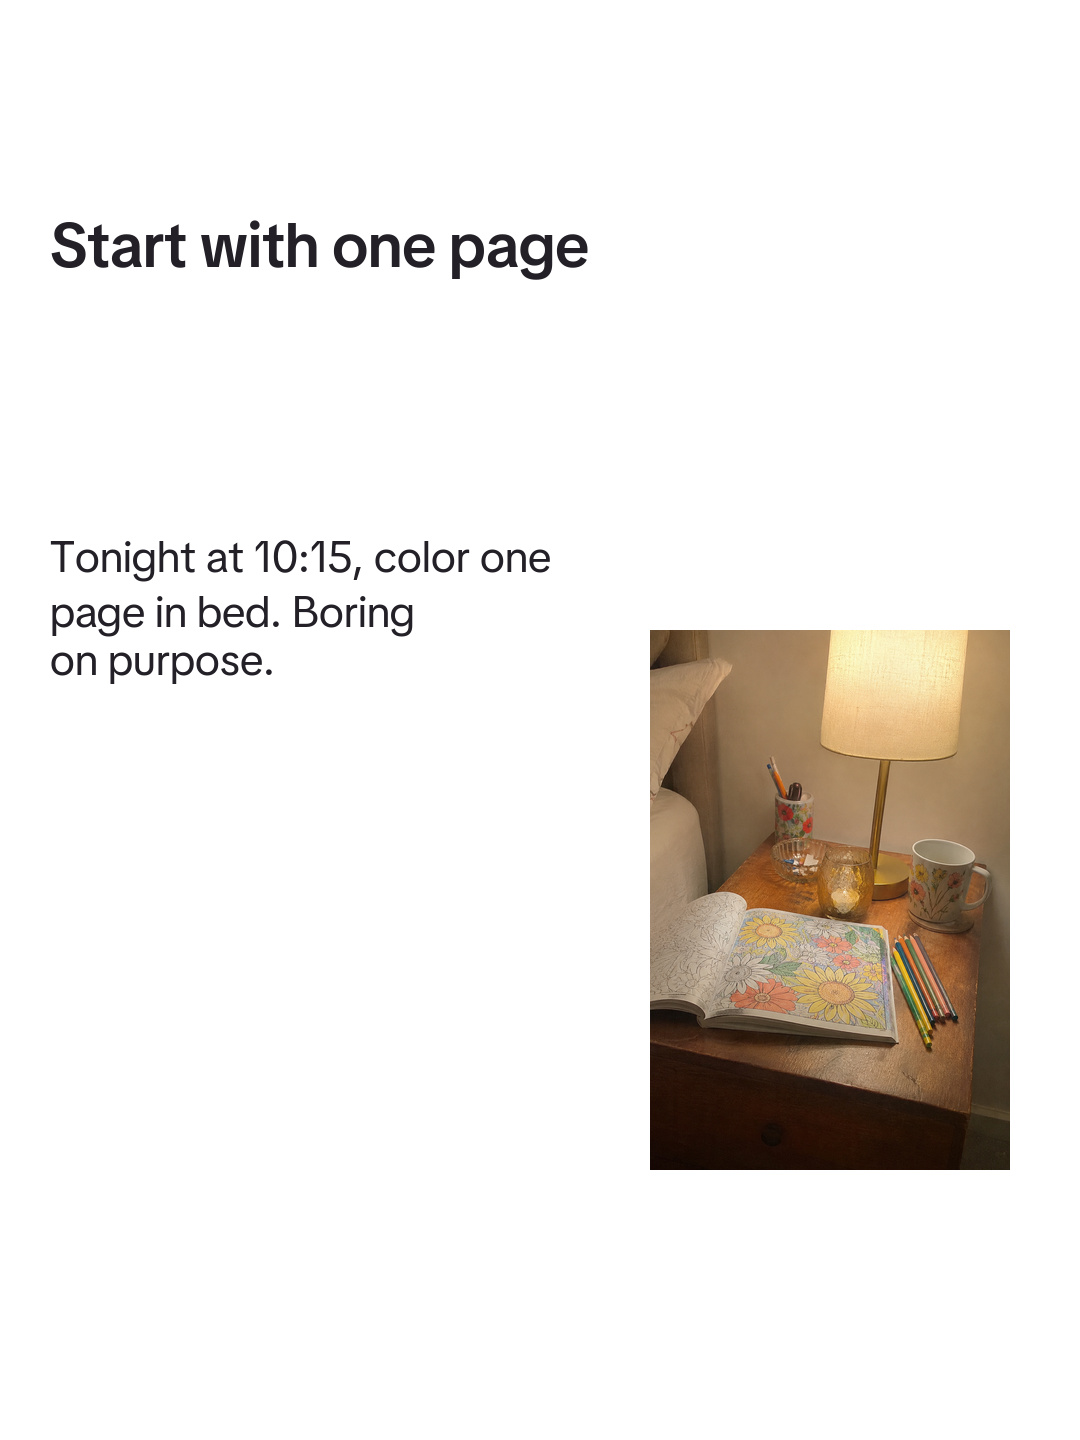 Start with one page
Tonight at 10:15, color one
page in bed. Boring
on purpose.